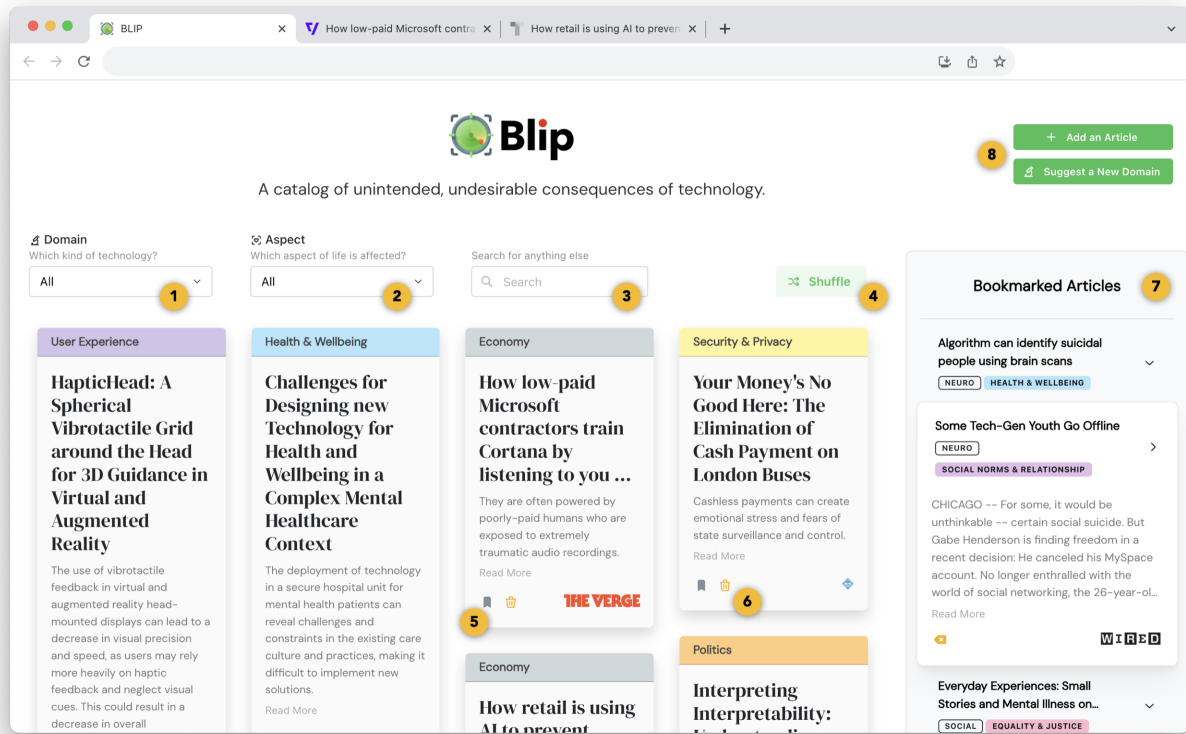 BLIP
How low-paid Microsoft contra
How retail is using AI to preven
Blip
A catalog of unintended, undesirable consequences of technology.
8
Add an Article
Suggest a New Domain
Domain
Which kind of technology?
All
1
Aspect
Which aspect of life is affected?
All
2
Search for anything else
Search
3
Shuffle
4
User Experience
HapticHead: A
Spherical
Vibrotactile Grid
around the Head
for 3D Guidance in
Virtual and
Augmented
Reality
The use of vibrotactile
feedback in virtual and
augmented reality head-
mounted displays can lead to a
decrease in visual precision
and speed, as users may rely
more heavily on haptic
feedback and neglect visual
cues. This could result in a
decrease in overall
Health & Wellbeing
Challenges for
Designing new
Technology for
Health and
Wellbeing in a
Complex Mental
Healthcare
Context
The deployment of technology
in a secure hospital unit for
mental health patients can
reveal challenges and
constraints in the existing care
culture and practices, making it
difficult to implement new
solutions.
Read More
Economy
How low-paid
Microsoft
contractors train
Cortana by
listening to you ...
They are often powered by
poorly-paid humans who are
exposed to extremely
traumatic audio recordings.
Read More
THE VERGE
5
Economy
How retail is using
AI to prevent
Security & Privacy
Your Money's No
Good Here: The
Elimination of
Cash Payment on
London Buses
Cashless payments can create
emotional stress and fears of
state surveillance and control.
Read More
6
Politics
Interpreting
Interpretability:
Bookmarked Articles
7
Algorithm can identify suicidal
people using brain scans
NEURO HEALTH & WELLBEING
Some Tech-Gen Youth Go Offline
NEURO
SOCIAL NORMS & RELATIONSHIP
CHICAGO -- For some, it would be
unthinkable -- certain social suicide. But
Gabe Henderson is finding freedom in a
recent decision: He canceled his MySpace
account. No longer enthralled with the
world of social networking, the 26-year-ol...
Read More
WIRED
Everyday Experiences: Small
Stories and Mental Illness on...
SOCIAL EQUALITY & JUSTICE